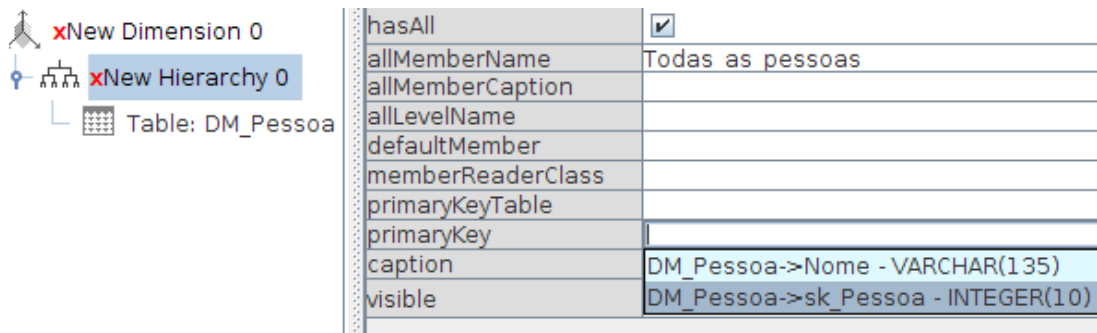 xNew Dimension 0
xNew Hierarchy 0
Table: DM_Pessoa
hasAll
allMemberName Todas as pessoas
allMemberCaption
allLevelName
defaultMember
memberReaderClass
primaryKeyTable
primaryKey
caption DM_Pessoa->Nome - VARCHAR(135)
visible DM_Pessoa->sk_Pessoa - INTEGER(10)